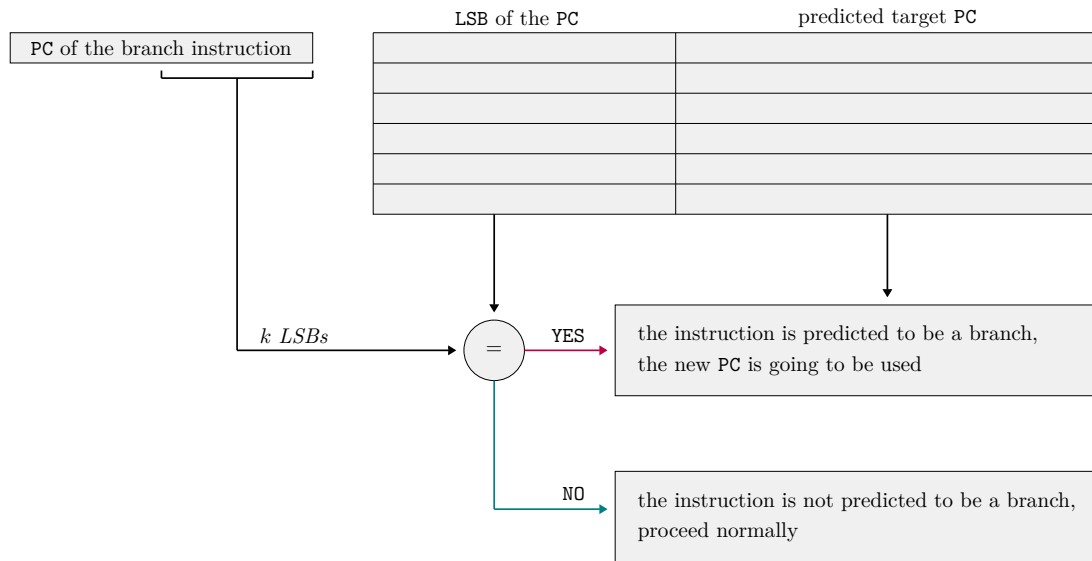 LSB of the PC
predicted target PC
PC of the branch instruction
k LSBs
=
YES
the instruction is predicted to be a branch,
the new PC is going to be used
NO
the instruction is not predicted to be a branch,
proceed normally